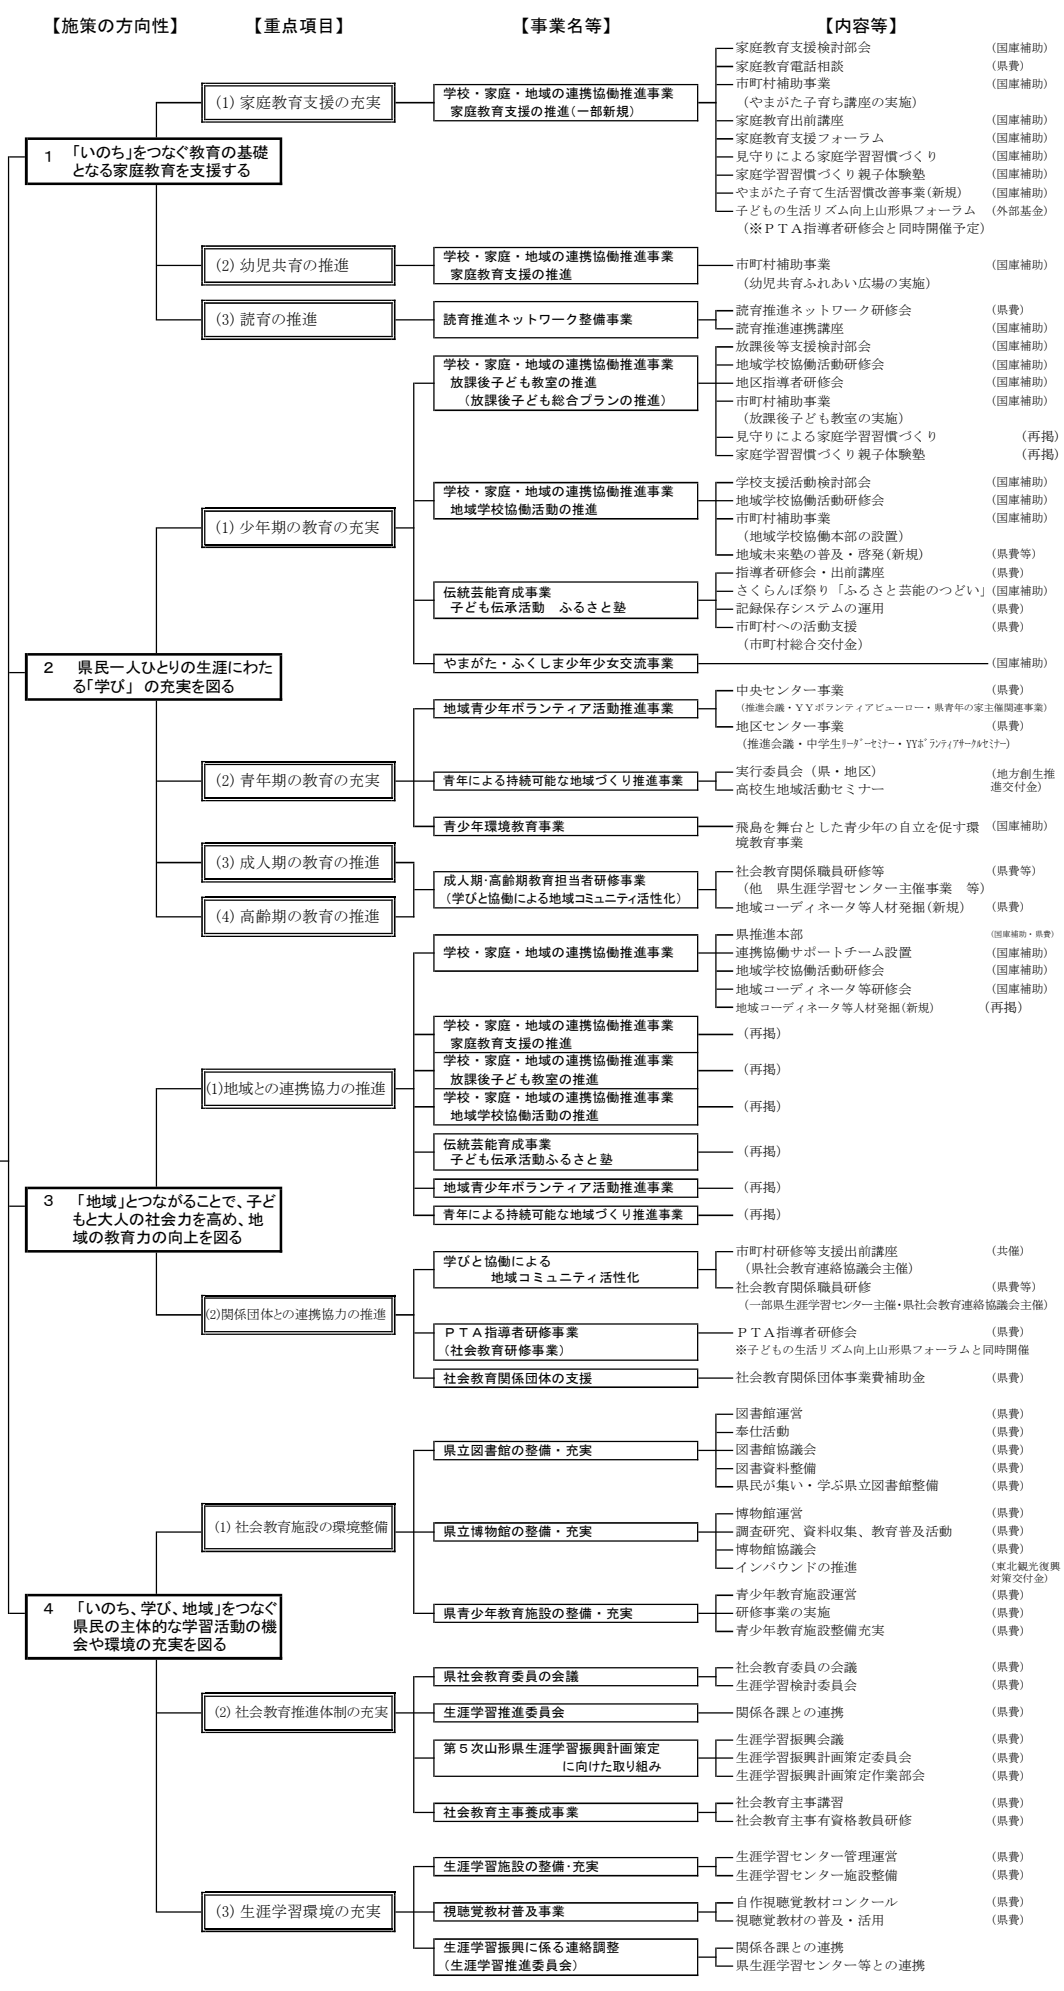 【施策の方向性】 【重点項目】 【事業名等】 【内容等】
1 「いのち」をつなぐ教育の基礎
となる家庭教育を支援する
(1) 家庭教育支援の充実
学校・家庭・地域の連携協働推進事業
家庭教育支援の推進(一部新規)
家庭教育支援検討部会 (国庫補助)
家庭教育電話相談 (県費)
市町村補助事業 (国庫補助)
(やまがた子育ち講座の実施)
家庭教育出前講座 (国庫補助)
家庭教育支援フォーラム (国庫補助)
見守りによる家庭学習習慣づくり (国庫補助)
家庭学習習慣づくり親子体験塾 (国庫補助)
やまがた子育て生活習慣改善事業(新規) (国庫補助)
子どもの生活リズム向上山形県フォーラム (外部基金)
(※PTA指導者研修会と同時開催予定)
(2) 幼児共育の推進
学校・家庭・地域の連携協働推進事業
家庭教育支援の推進
市町村補助事業 (国庫補助)
(幼児共育ふれあい広場の実施)
(3) 読育の推進
読育推進ネットワーク整備事業
読育推進ネットワーク研修会 (県費)
読育推進連携講座 (国庫補助)
2 県民一人ひとりの生涯にわた
る「学び」 の充実を図る
(1) 少年期の教育の充実
学校・家庭・地域の連携協働推進事業
放課後子ども教室の推進
(放課後子ども総合プランの推進)
放課後等支援検討部会 (国庫補助)
地域学校協働活動研修会 (国庫補助)
地区指導者研修会 (国庫補助)
市町村補助事業 (国庫補助)
(放課後子ども教室の実施)
見守りによる家庭学習習慣づくり (再掲)
家庭学習習慣づくり親子体験塾 (再掲)
学校・家庭・地域の連携協働推進事業
地域学校協働活動の推進
学校支援活動検討部会 (国庫補助)
地域学校協働活動研修会 (国庫補助)
市町村補助事業 (国庫補助)
(地域学校協働本部の設置)
地域未来塾の普及・啓発(新規) (県費等)
伝統芸能育成事業
子ども伝承活動 ふるさと塾
指導者研修会・出前講座 (県費)
さくらんぼ祭り「ふるさと芸能のつどい」 (国庫補助)
記録保存システムの運用 (県費)
市町村への活動支援 (県費)
(市町村総合交付金)
やまがた・ふくしま少年少女交流事業 (国庫補助)
(2) 青年期の教育の充実
地域青少年ボランティア活動推進事業
中央センター事業 (県費)
(推進会議・YYボランティアビューロー・県青年の家主催関連事業)
地区センター事業 (県費)
(推進会議・中学生ﾘｰﾀﾞｰｾﾐﾅｰ・YYﾎﾞﾗﾝﾃｨｱｻｰｸﾙｾﾐﾅｰ)
青年による持続可能な地域づくり推進事業
実行委員会（県・地区） (地方創生推
高校生地域活動セミナー 進交付金)
青少年環境教育事業
飛島を舞台とした青少年の自立を促す環 (国庫補助)
境教育事業
(3) 成人期の教育の推進
(4) 高齢期の教育の推進
成人期･高齢期教育担当者研修事業
(学びと協働による地域コミュニティ活性化)
社会教育関係職員研修等 (県費等)
(他 県生涯学習センター主催事業 等)
地域コーディネータ等人材発掘(新規) (県費)
3 「地域」とつながることで、子ど
もと大人の社会力を高め、地
域の教育力の向上を図る
(1)地域との連携協力の推進
学校・家庭・地域の連携協働推進事業
県推進本部 (国庫補助・県費)
連携協働サポートチーム設置 (国庫補助)
地域学校協働活動研修会 (国庫補助)
地域コーディネータ等研修会 (国庫補助)
地域コーディネータ等人材発掘(新規) (再掲)
学校・家庭・地域の連携協働推進事業
家庭教育支援の推進 (再掲)
学校・家庭・地域の連携協働推進事業
放課後子ども教室の推進 (再掲)
学校・家庭・地域の連携協働推進事業
地域学校協働活動の推進 (再掲)
伝統芸能育成事業
子ども伝承活動ふるさと塾 (再掲)
地域青少年ボランティア活動推進事業 (再掲)
青年による持続可能な地域づくり推進事業 (再掲)
(2)関係団体との連携協力の推進
学びと協働による
地域コミュニティ活性化
市町村研修等支援出前講座 (共催)
(県社会教育連絡協議会主催)
社会教育関係職員研修 (県費等)
(一部県生涯学習センター主催･県社会教育連絡協議会主催)
PTA指導者研修事業
(社会教育研修事業)
PTA指導者研修会 (県費)
※子どもの生活リズム向上山形県フォーラムと同時開催
社会教育関係団体の支援
社会教育関係団体事業費補助金 (県費)
4 「いのち、学び、地域」をつなぐ
県民の主体的な学習活動の機
会や環境の充実を図る
(1) 社会教育施設の環境整備
県立図書館の整備・充実
図書館運営 (県費)
奉仕活動 (県費)
図書館協議会 (県費)
図書資料整備 (県費)
県民が集い・学ぶ県立図書館整備 (県費)
県立博物館の整備・充実
博物館運営 (県費)
調査研究、資料収集、教育普及活動 (県費)
博物館協議会 (県費)
インバウンドの推進 (東北観光復興
対策交付金)
県青少年教育施設の整備・充実
青少年教育施設運営 (県費)
研修事業の実施 (県費)
青少年教育施設整備充実 (県費)
(2) 社会教育推進体制の充実
県社会教育委員の会議
社会教育委員の会議 (県費)
生涯学習検討委員会 (県費)
生涯学習推進委員会
関係各課との連携 (県費)
第5次山形県生涯学習振興計画策定
に向けた取り組み
生涯学習振興会議 (県費)
生涯学習振興計画策定委員会 (県費)
生涯学習振興計画策定作業部会 (県費)
社会教育主事養成事業
社会教育主事講習 (県費)
社会教育主事有資格教員研修 (県費)
(3) 生涯学習環境の充実
生涯学習施設の整備･充実
生涯学習センター管理運営 (県費)
生涯学習センター施設整備 (県費)
視聴覚教材普及事業
自作視聴覚教材コンクール (県費)
視聴覚教材の普及・活用 (県費)
生涯学習振興に係る連絡調整
(生涯学習推進委員会)
関係各課との連携
県生涯学習センター等との連携